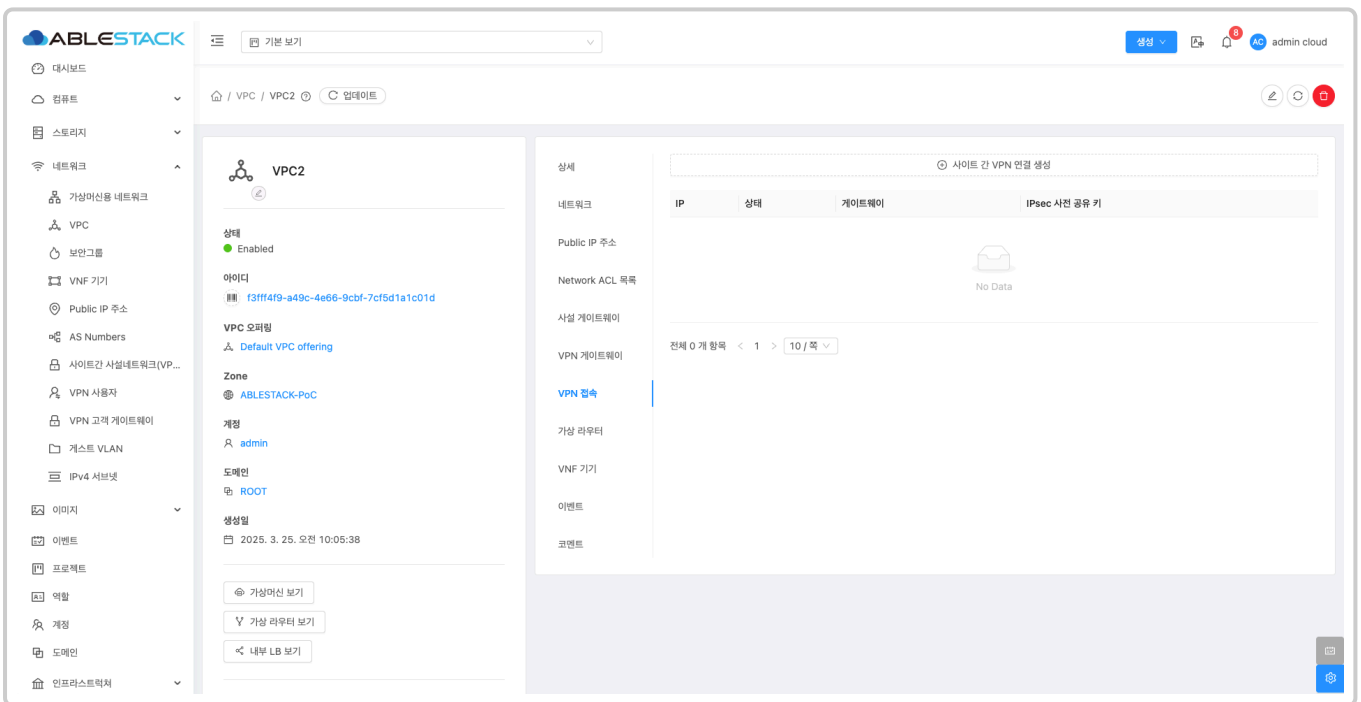 ABLESTACK
기본 보기
생성
8
AC
admin cloud
대시보드
컴퓨트
스토리지
네트워크
가상머신용 네트워크
VPC
보안그룹
VNF 기기
Public IP 주소
AS Numbers
사이트간 사설네트워크(VP...
VPN 사용자
VPN 고객 게이트웨이
게스트 VLAN
IPv4 서브넷
이미지
이벤트
프로젝트
역할
계정
도메인
인프라스트럭쳐
/ VPC / VPC2
업데이트
VPC2
상태
Enabled
아이디
f3fff4f9-a49c-4e66-9cbf-7cf5d1a1c01d
VPC 오퍼링
Default VPC offering
Zone
ABLESTACK-PoC
계정
admin
도메인
ROOT
생성일
2025. 3. 25. 오전 10:05:38
가상머신 보기
가상 라우터 보기
내부 LB 보기
상세
네트워크
Public IP 주소
Network ACL 목록
사설 게이트웨이
VPN 게이트웨이
VPN 접속
가상 라우터
VNF 기기
이벤트
코멘트
사이트 간 VPN 연결 생성
IP 상태 게이트웨이 IPsec 사전 공유 키
No Data
전체 0 개 항목 < 1 > 10 / 쪽